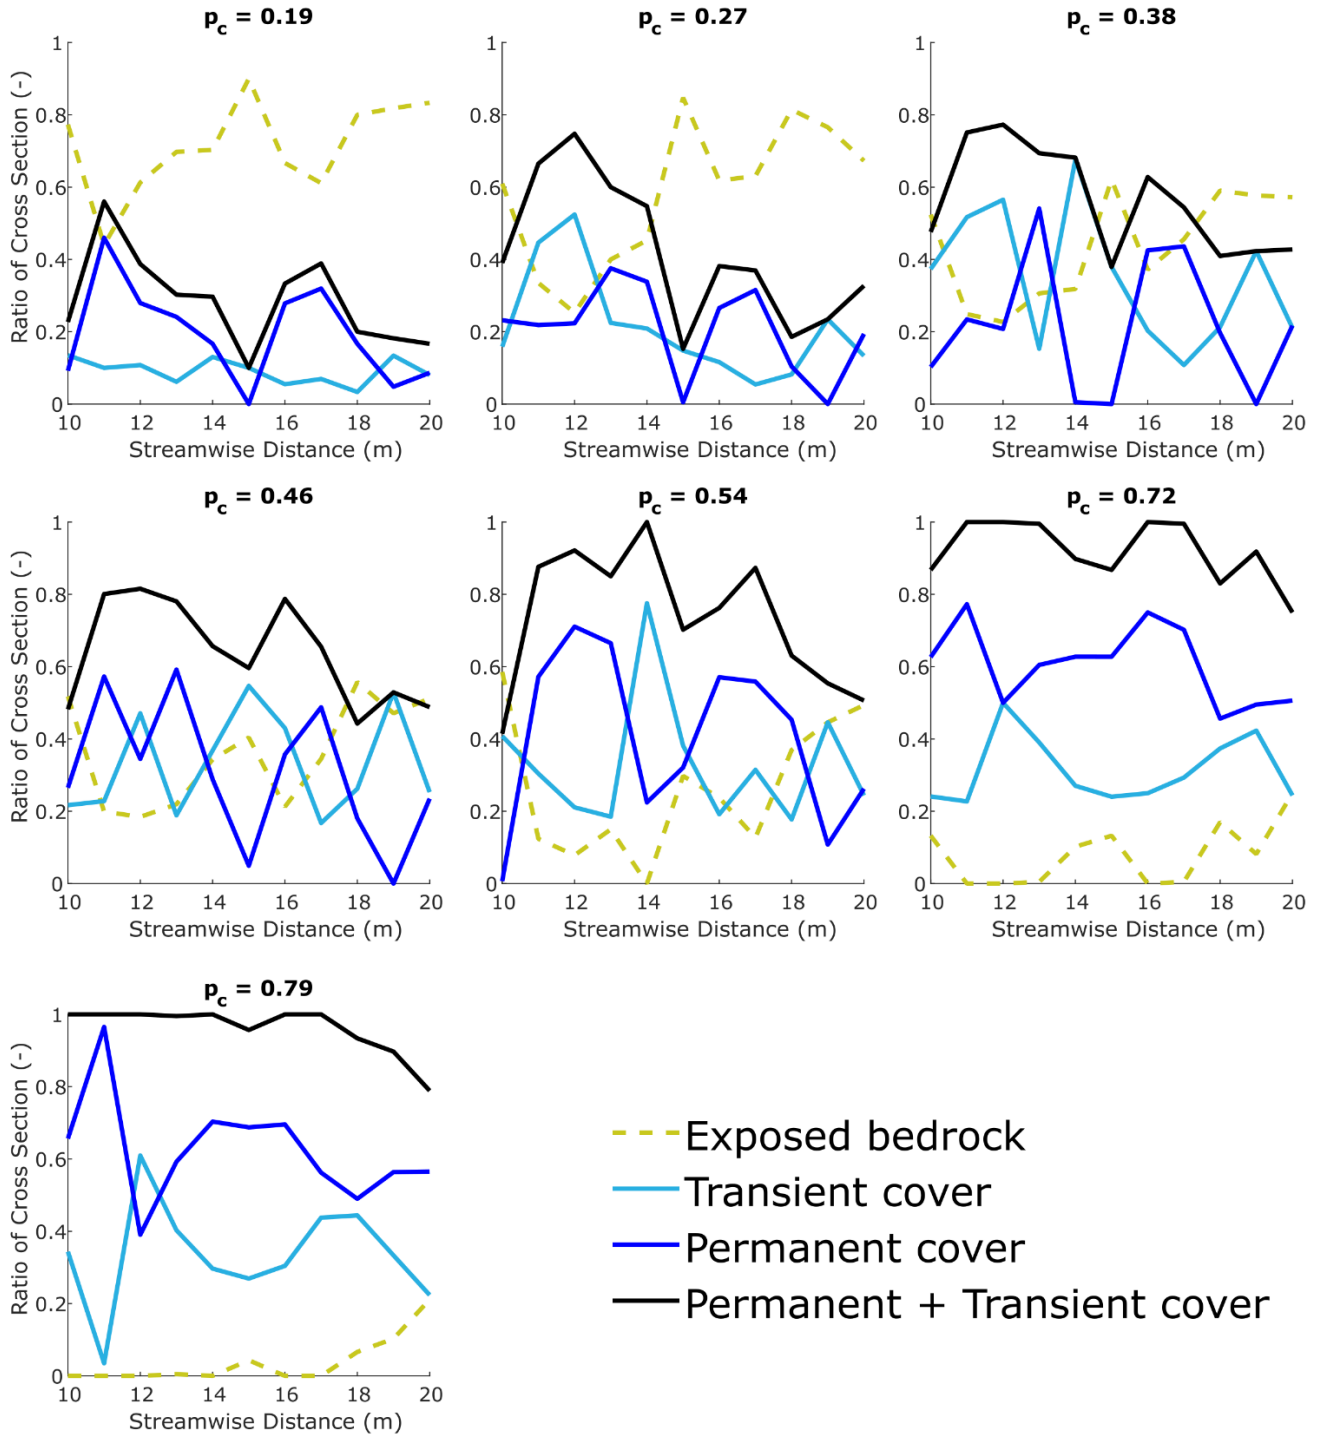 p_c = 0.19
p_c = 0.27
p_c = 0.38
Ratio of Cross Section (-)
1
0.8
0.6
0.4
0.2
0
10 12 14 16 18 20
Streamwise Distance (m)
1
0.8
0.6
0.4
0.2
0
10 12 14 16 18 20
Streamwise Distance (m)
1
0.8
0.6
0.4
0.2
0
10 12 14 16 18 20
Streamwise Distance (m)
p_c = 0.46
p_c = 0.54
p_c = 0.72
Ratio of Cross Section (-)
1
0.8
0.6
0.4
0.2
0
10 12 14 16 18 20
Streamwise Distance (m)
1
0.8
0.6
0.4
0.2
0
10 12 14 16 18 20
Streamwise Distance (m)
1
0.8
0.6
0.4
0.2
0
10 12 14 16 18 20
Streamwise Distance (m)
p_c = 0.79
Ratio of Cross Section (-)
1
0.8
0.6
0.4
0.2
0
10 12 14 16 18 20
Streamwise Distance (m)
Exposed bedrock
Transient cover
Permanent cover
Permanent + Transient cover